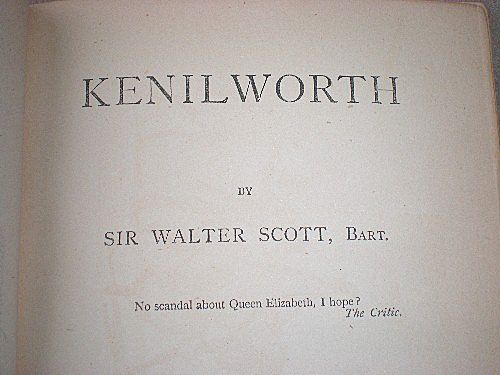 KENILWORTH
BY
SIR WALTER SCOTT, BART.
No scandal about Queen Elizabeth, I hope?
The Critic.